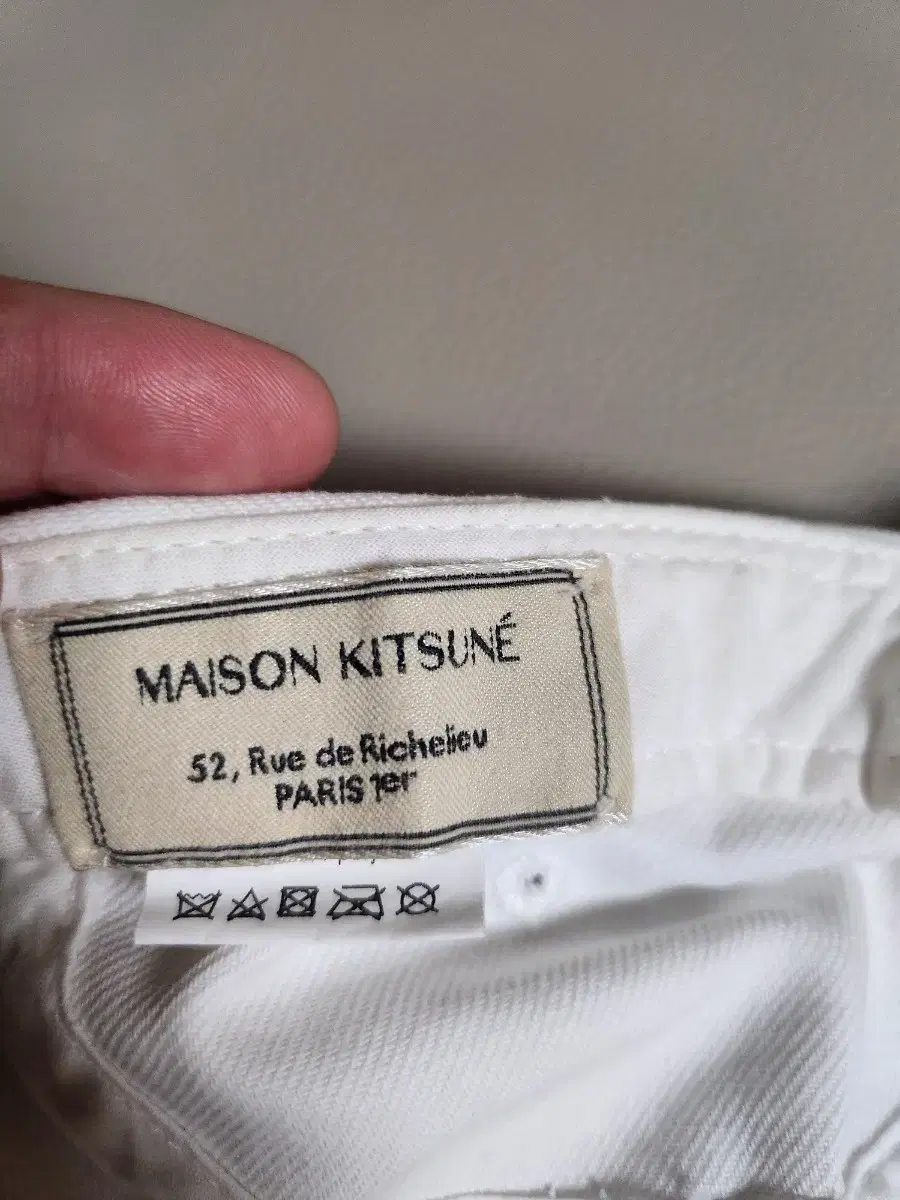 MAISON KITSUNÉ
52, Rue de Richelieu
PARIS 1er